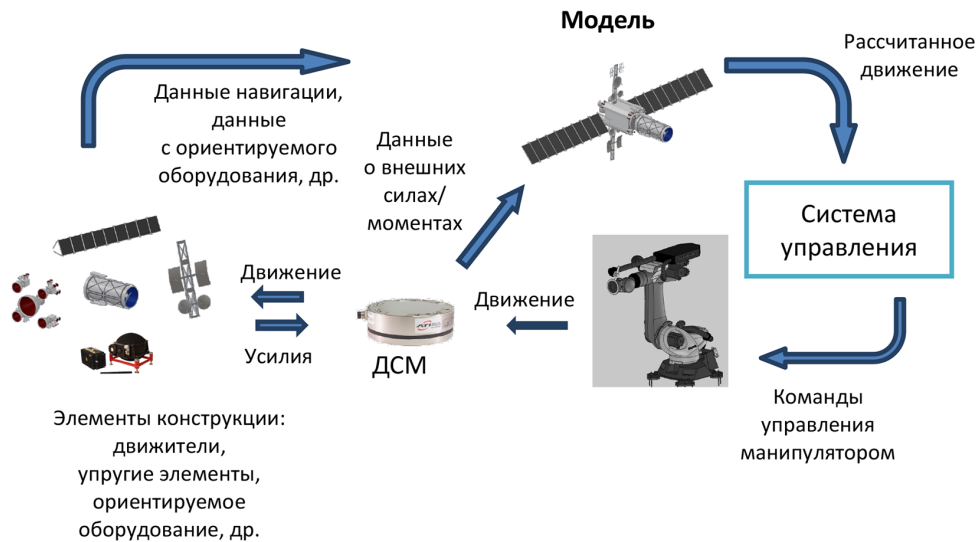 Модель
Рассчитанное
движение
Данные навигации,
данные
с ориентируемого
оборудования, др.
Данные
о внешних
силах/
моментах
Система
управления
Движение
Движение
Усилия
ATI
ДСМ
Команды
управления
манипулятором
Элементы конструкции:
движители,
упругие элементы,
ориентируемое
оборудование, др.